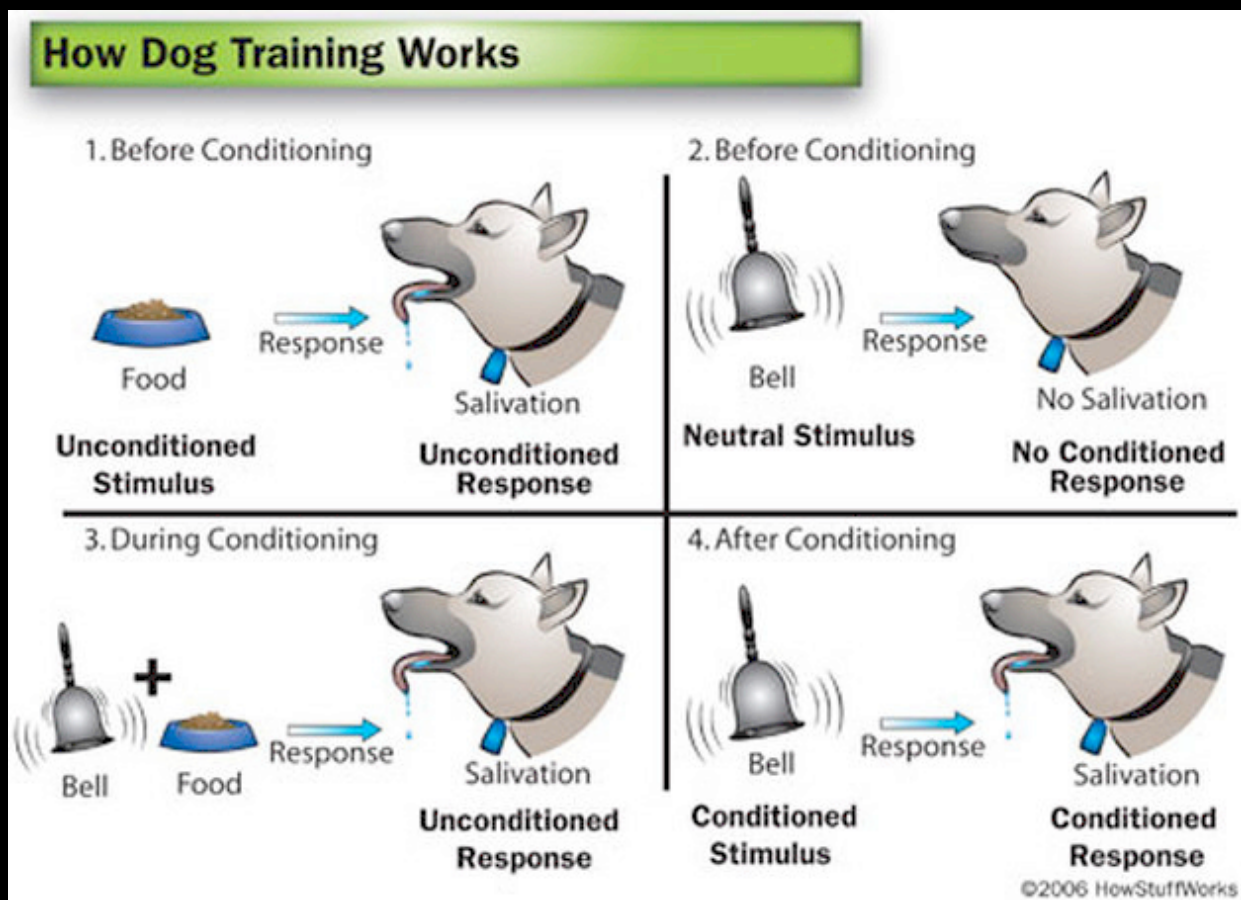 How Dog Training Works
1. Before Conditioning
Response
Food
Salivation
Unconditioned
Stimulus
Unconditioned
Response
2. Before Conditioning
Response
Bell
No Salivation
Neutral Stimulus
No Conditioned
Response
3. During Conditioning
+
Response
Bell
Food
Salivation
Unconditioned
Response
4. After Conditioning
Response
Bell
Salivation
Conditioned
Stimulus
Conditioned
Response
©2006 HowStuffWorks